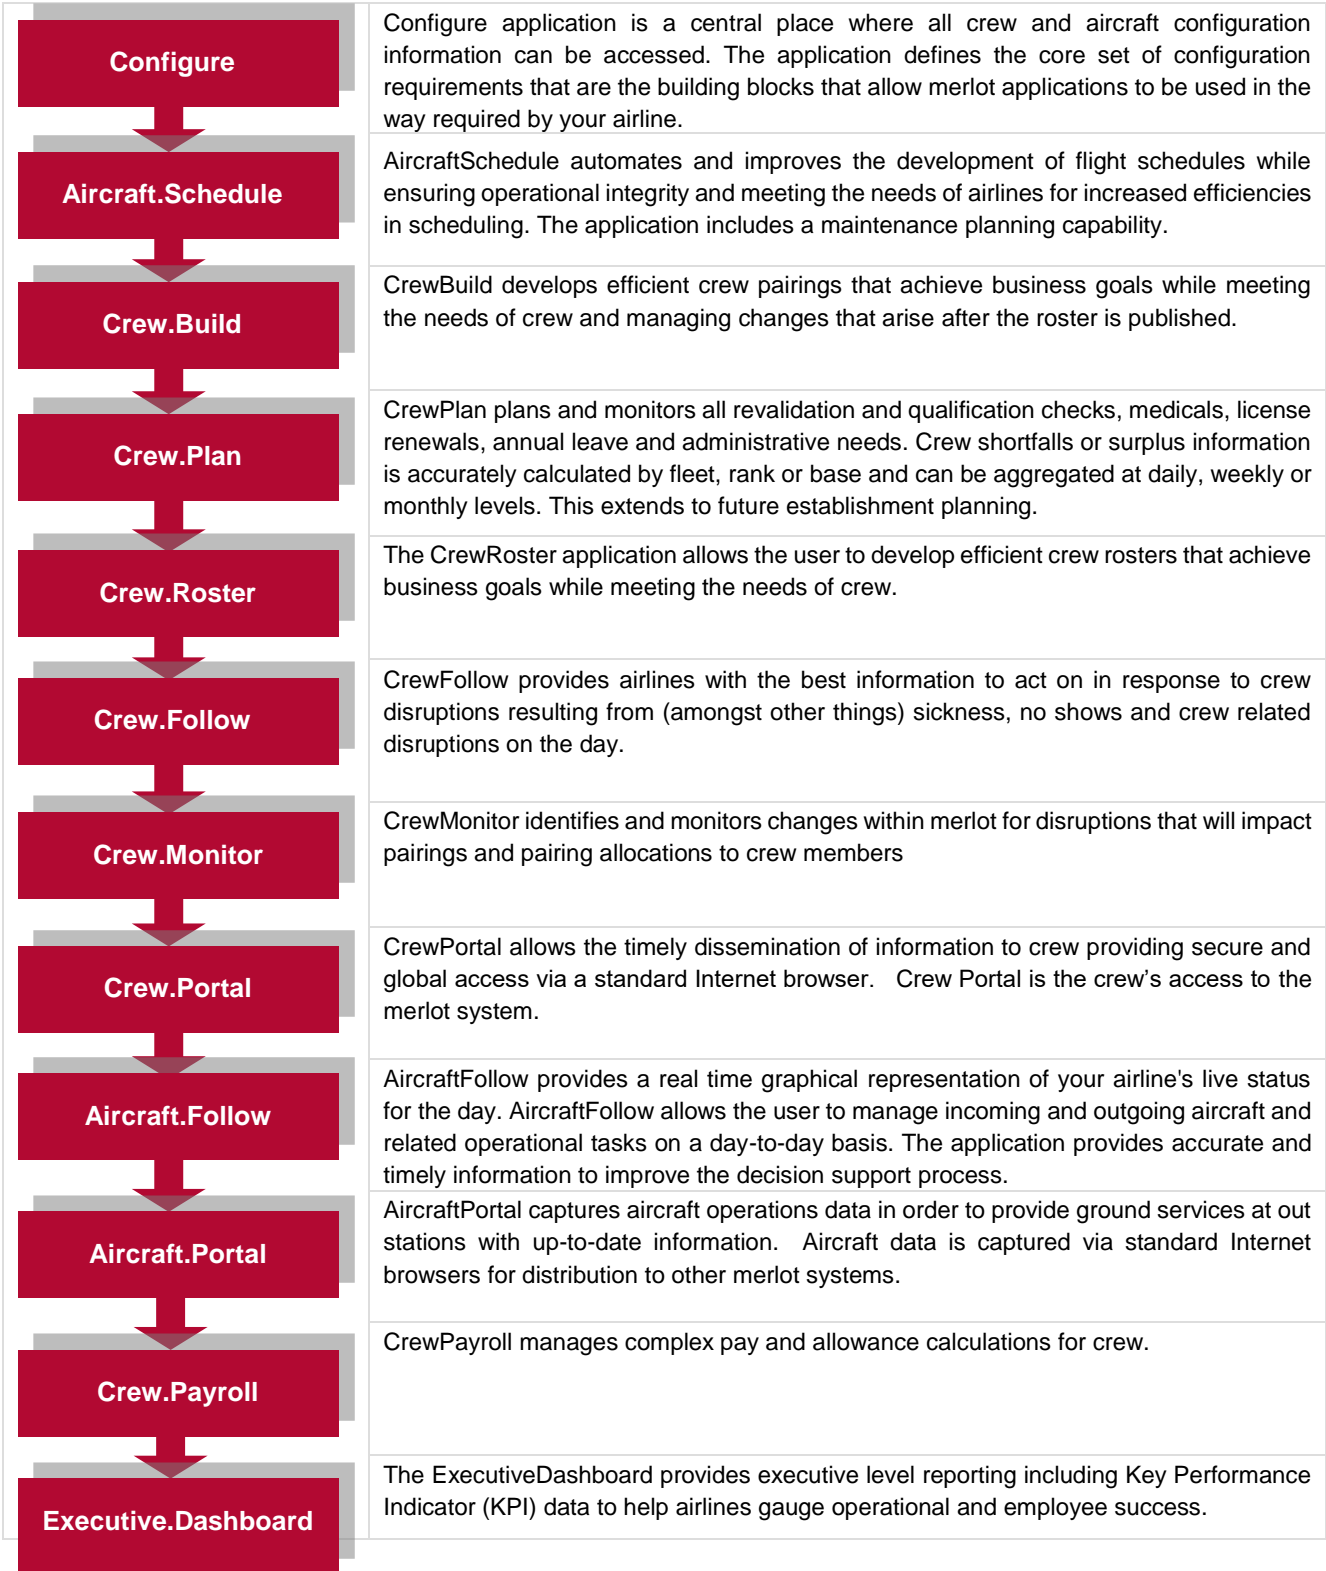 Configure
Configure application is a central place where all crew and aircraft configuration
information can be accessed. The application defines the core set of configuration
requirements that are the building blocks that allow merlot applications to be used in the
way required by your airline.
Aircraft.Schedule
AircraftSchedule automates and improves the development of flight schedules while
ensuring operational integrity and meeting the needs of airlines for increased efficiencies
in scheduling. The application includes a maintenance planning capability.
Crew.Build
CrewBuild develops efficient crew pairings that achieve business goals while meeting
the needs of crew and managing changes that arise after the roster is published.
Crew.Plan
CrewPlan plans and monitors all revalidation and qualification checks, medicals, license
renewals, annual leave and administrative needs. Crew shortfalls or surplus information
is accurately calculated by fleet, rank or base and can be aggregated at daily, weekly or
monthly levels. This extends to future establishment planning.
Crew.Roster
The CrewRoster application allows the user to develop efficient crew rosters that achieve
business goals while meeting the needs of crew.
Crew.Follow
CrewFollow provides airlines with the best information to act on in response to crew
disruptions resulting from (amongst other things) sickness, no shows and crew related
disruptions on the day.
Crew.Monitor
CrewMonitor identifies and monitors changes within merlot for disruptions that will impact
pairings and pairing allocations to crew members
Crew.Portal
CrewPortal allows the timely dissemination of information to crew providing secure and
global access via a standard Internet browser. Crew Portal is the crew’s access to the
merlot system.
Aircraft.Follow
AircraftFollow provides a real time graphical representation of your airline's live status
for the day. AircraftFollow allows the user to manage incoming and outgoing aircraft and
related operational tasks on a day-to-day basis. The application provides accurate and
timely information to improve the decision support process.
Aircraft.Portal
AircraftPortal captures aircraft operations data in order to provide ground services at out
stations with up-to-date information. Aircraft data is captured via standard Internet
browsers for distribution to other merlot systems.
Crew.Payroll
CrewPayroll manages complex pay and allowance calculations for crew.
Executive.Dashboard
The ExecutiveDashboard provides executive level reporting including Key Performance
Indicator (KPI) data to help airlines gauge operational and employee success.